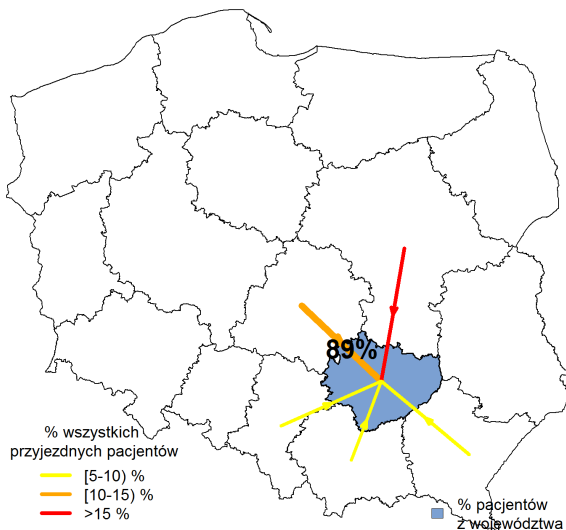 89%
% wszystkich
przyjezdnych pacjentów
[5-10) %
[10-15) %
>15 %
% pacjentów
z województwa